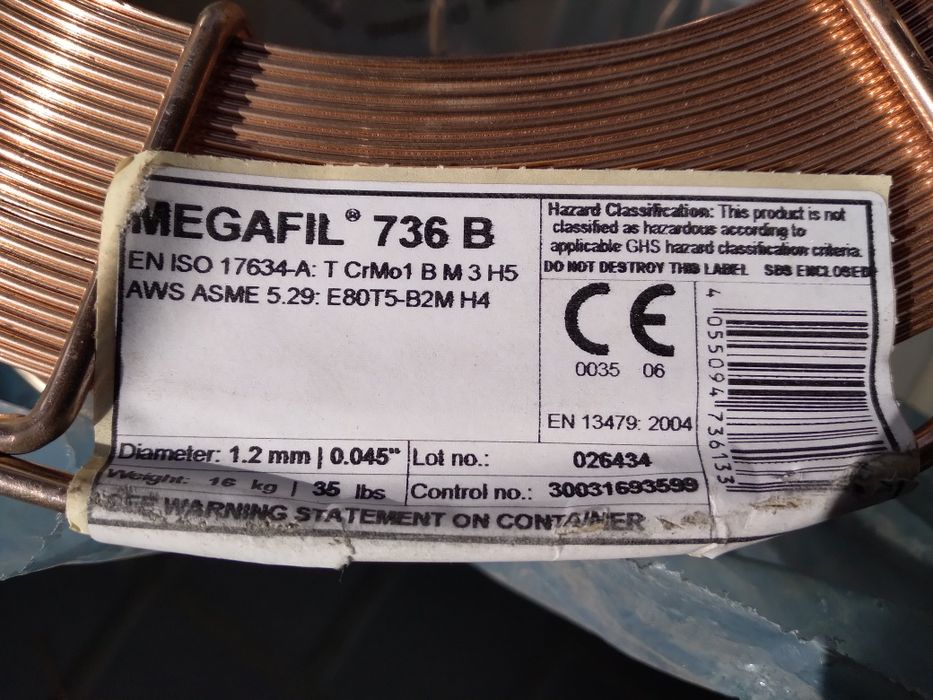 MEGAFIL® 736 B
EN ISO 17634-A: T CrMo1 B M 3 H5
AWS ASME 5.29: E80T5-B2M H4
Hazard Classification: This product is not
classified as hazardous according to
applicable GHS hazard classification criteria.
DO NOT DESTROY THIS LABEL SDS ENCLOSED
CE
0035 06
EN 13479: 2004
4 055094 736133
Diameter: 1.2 mm | 0.045"
Lot no.: 026434
Weight: 16 kg | 35 lbs
Control no.: 30031693599
SEE WARNING STATEMENT ON CONTAINER